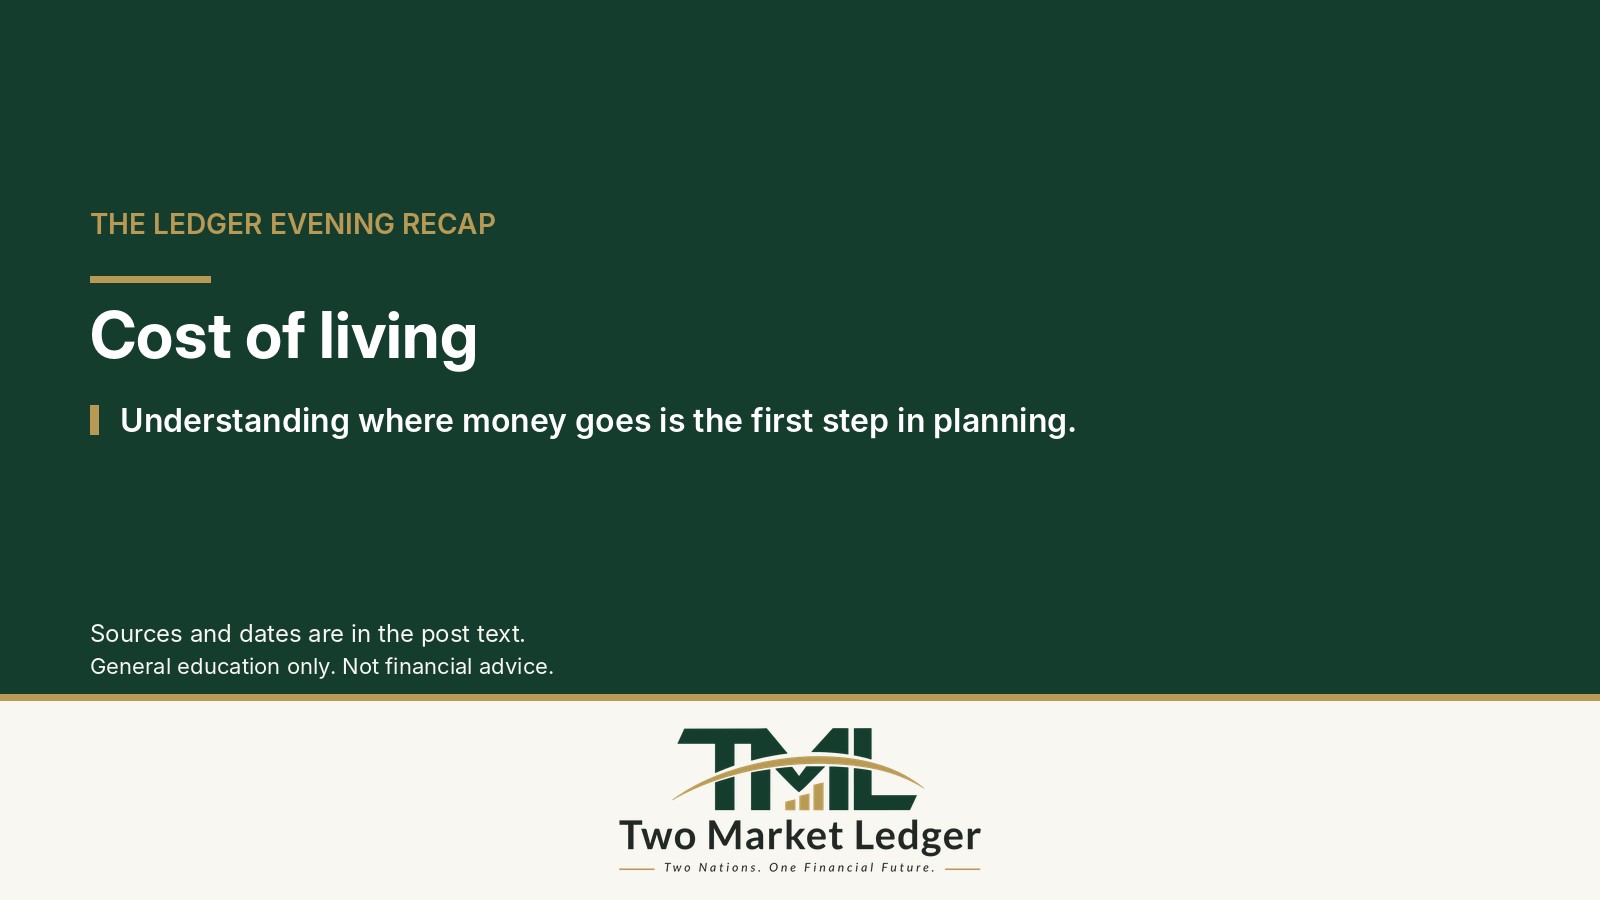 THE LEDGER EVENING RECAP
Cost of living
Understanding where money goes is the first step in planning.
Sources and dates are in the post text.
General education only. Not financial advice.
TML
Two Market Ledger
Two Nations. One Financial Future.